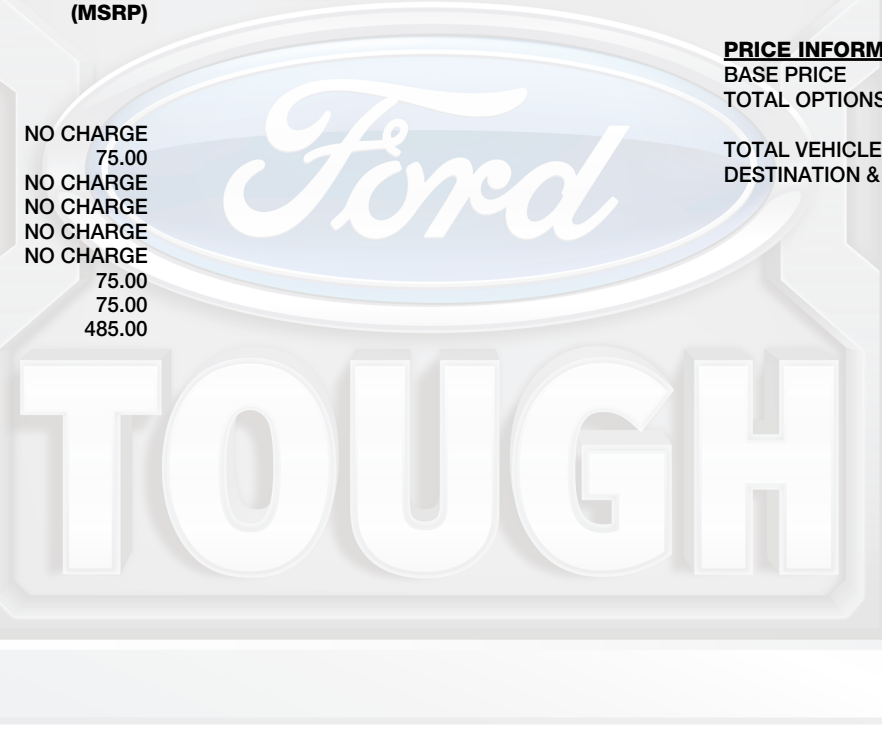 (MSRP)
NO CHARGE
75.00
NO CHARGE
NO CHARGE
NO CHARGE
NO CHARGE
75.00
75.00
485.00
PRICE INFORM
BASE PRICE
TOTAL OPTIONS
TOTAL VEHICLE
DESTINATION &
Ford
TOUGH